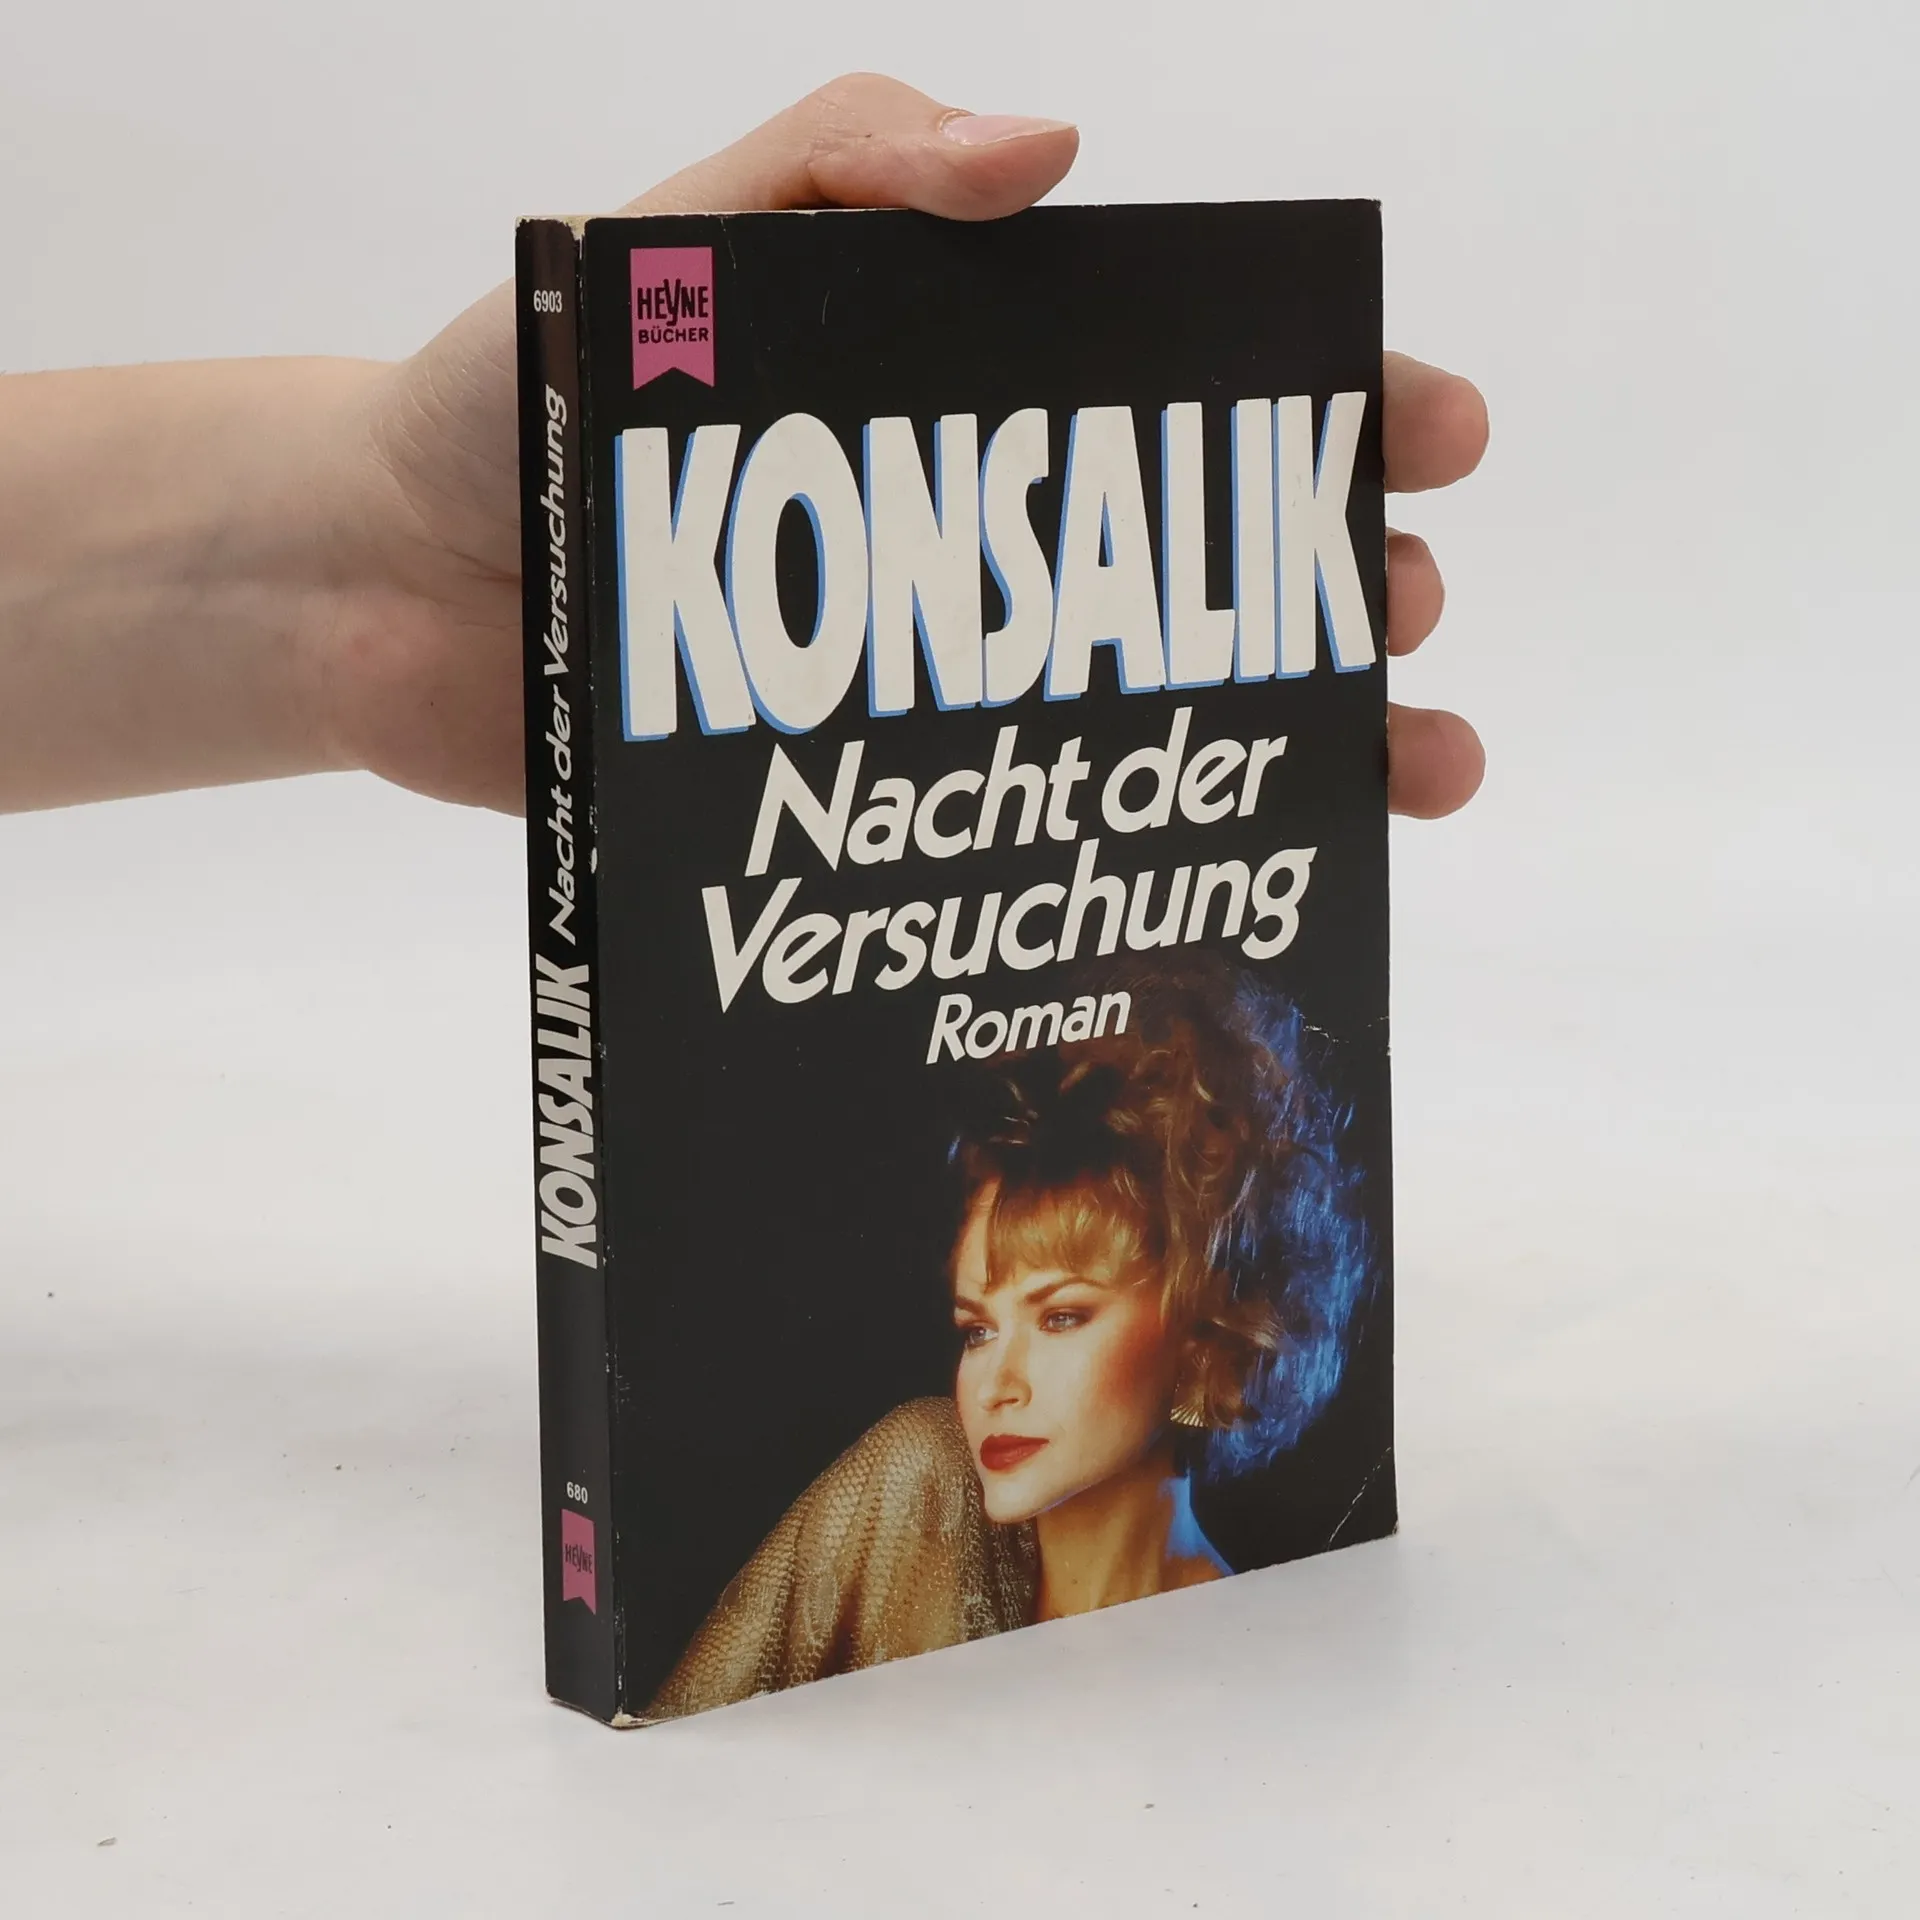 6903
Nacht der Versuchung
KONSALIK
680
HEYNE
HEYNE
BÜCHER
KONSALIK
Nacht der
Versuchung
Roman